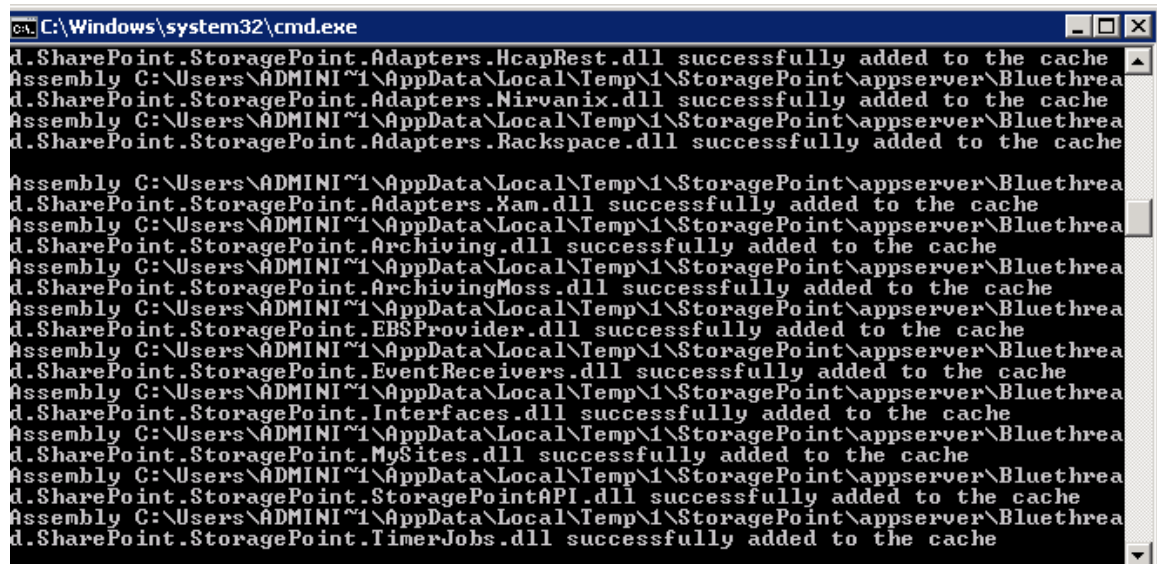 C:\Windows\system32\cmd.exe
d.SharePoint.StoragePoint.Adapters.HcapRest.dll successfully added to the cache
Assembly C:\Users\ADMINI~1\AppData\Local\Temp\1\StoragePoint\appserver\Bluethrea
d.SharePoint.StoragePoint.Adapters.Nirvanix.dll successfully added to the cache
Assembly C:\Users\ADMINI~1\AppData\Local\Temp\1\StoragePoint\appserver\Bluethrea
d.SharePoint.StoragePoint.Adapters.Rackspace.dll successfully added to the cache
Assembly C:\Users\ADMINI~1\AppData\Local\Temp\1\StoragePoint\appserver\Bluethrea
d.SharePoint.StoragePoint.Adapters.Xam.dll successfully added to the cache
Assembly C:\Users\ADMINI~1\AppData\Local\Temp\1\StoragePoint\appserver\Bluethrea
d.SharePoint.StoragePoint.Archiving.dll successfully added to the cache
Assembly C:\Users\ADMINI~1\AppData\Local\Temp\1\StoragePoint\appserver\Bluethrea
d.SharePoint.StoragePoint.ArchivingMoss.dll successfully added to the cache
Assembly C:\Users\ADMINI~1\AppData\Local\Temp\1\StoragePoint\appserver\Bluethrea
d.SharePoint.StoragePoint.EBSProvider.dll successfully added to the cache
Assembly C:\Users\ADMINI~1\AppData\Local\Temp\1\StoragePoint\appserver\Bluethrea
d.SharePoint.StoragePoint.EventReceivers.dll successfully added to the cache
Assembly C:\Users\ADMINI~1\AppData\Local\Temp\1\StoragePoint\appserver\Bluethrea
d.SharePoint.StoragePoint.Interfaces.dll successfully added to the cache
Assembly C:\Users\ADMINI~1\AppData\Local\Temp\1\StoragePoint\appserver\Bluethrea
d.SharePoint.StoragePoint.MySites.dll successfully added to the cache
Assembly C:\Users\ADMINI~1\AppData\Local\Temp\1\StoragePoint\appserver\Bluethrea
d.SharePoint.StoragePoint.StoragePointAPI.dll successfully added to the cache
Assembly C:\Users\ADMINI~1\AppData\Local\Temp\1\StoragePoint\appserver\Bluethrea
d.SharePoint.StoragePoint.TimerJobs.dll successfully added to the cache